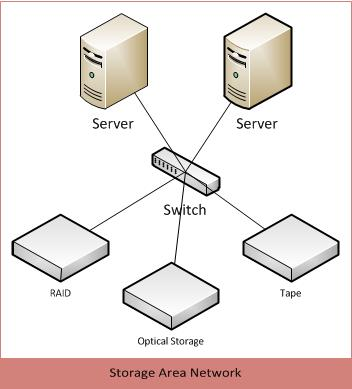 Server
Server
Switch
RAID
Tape
Optical Storage
Storage Area Network